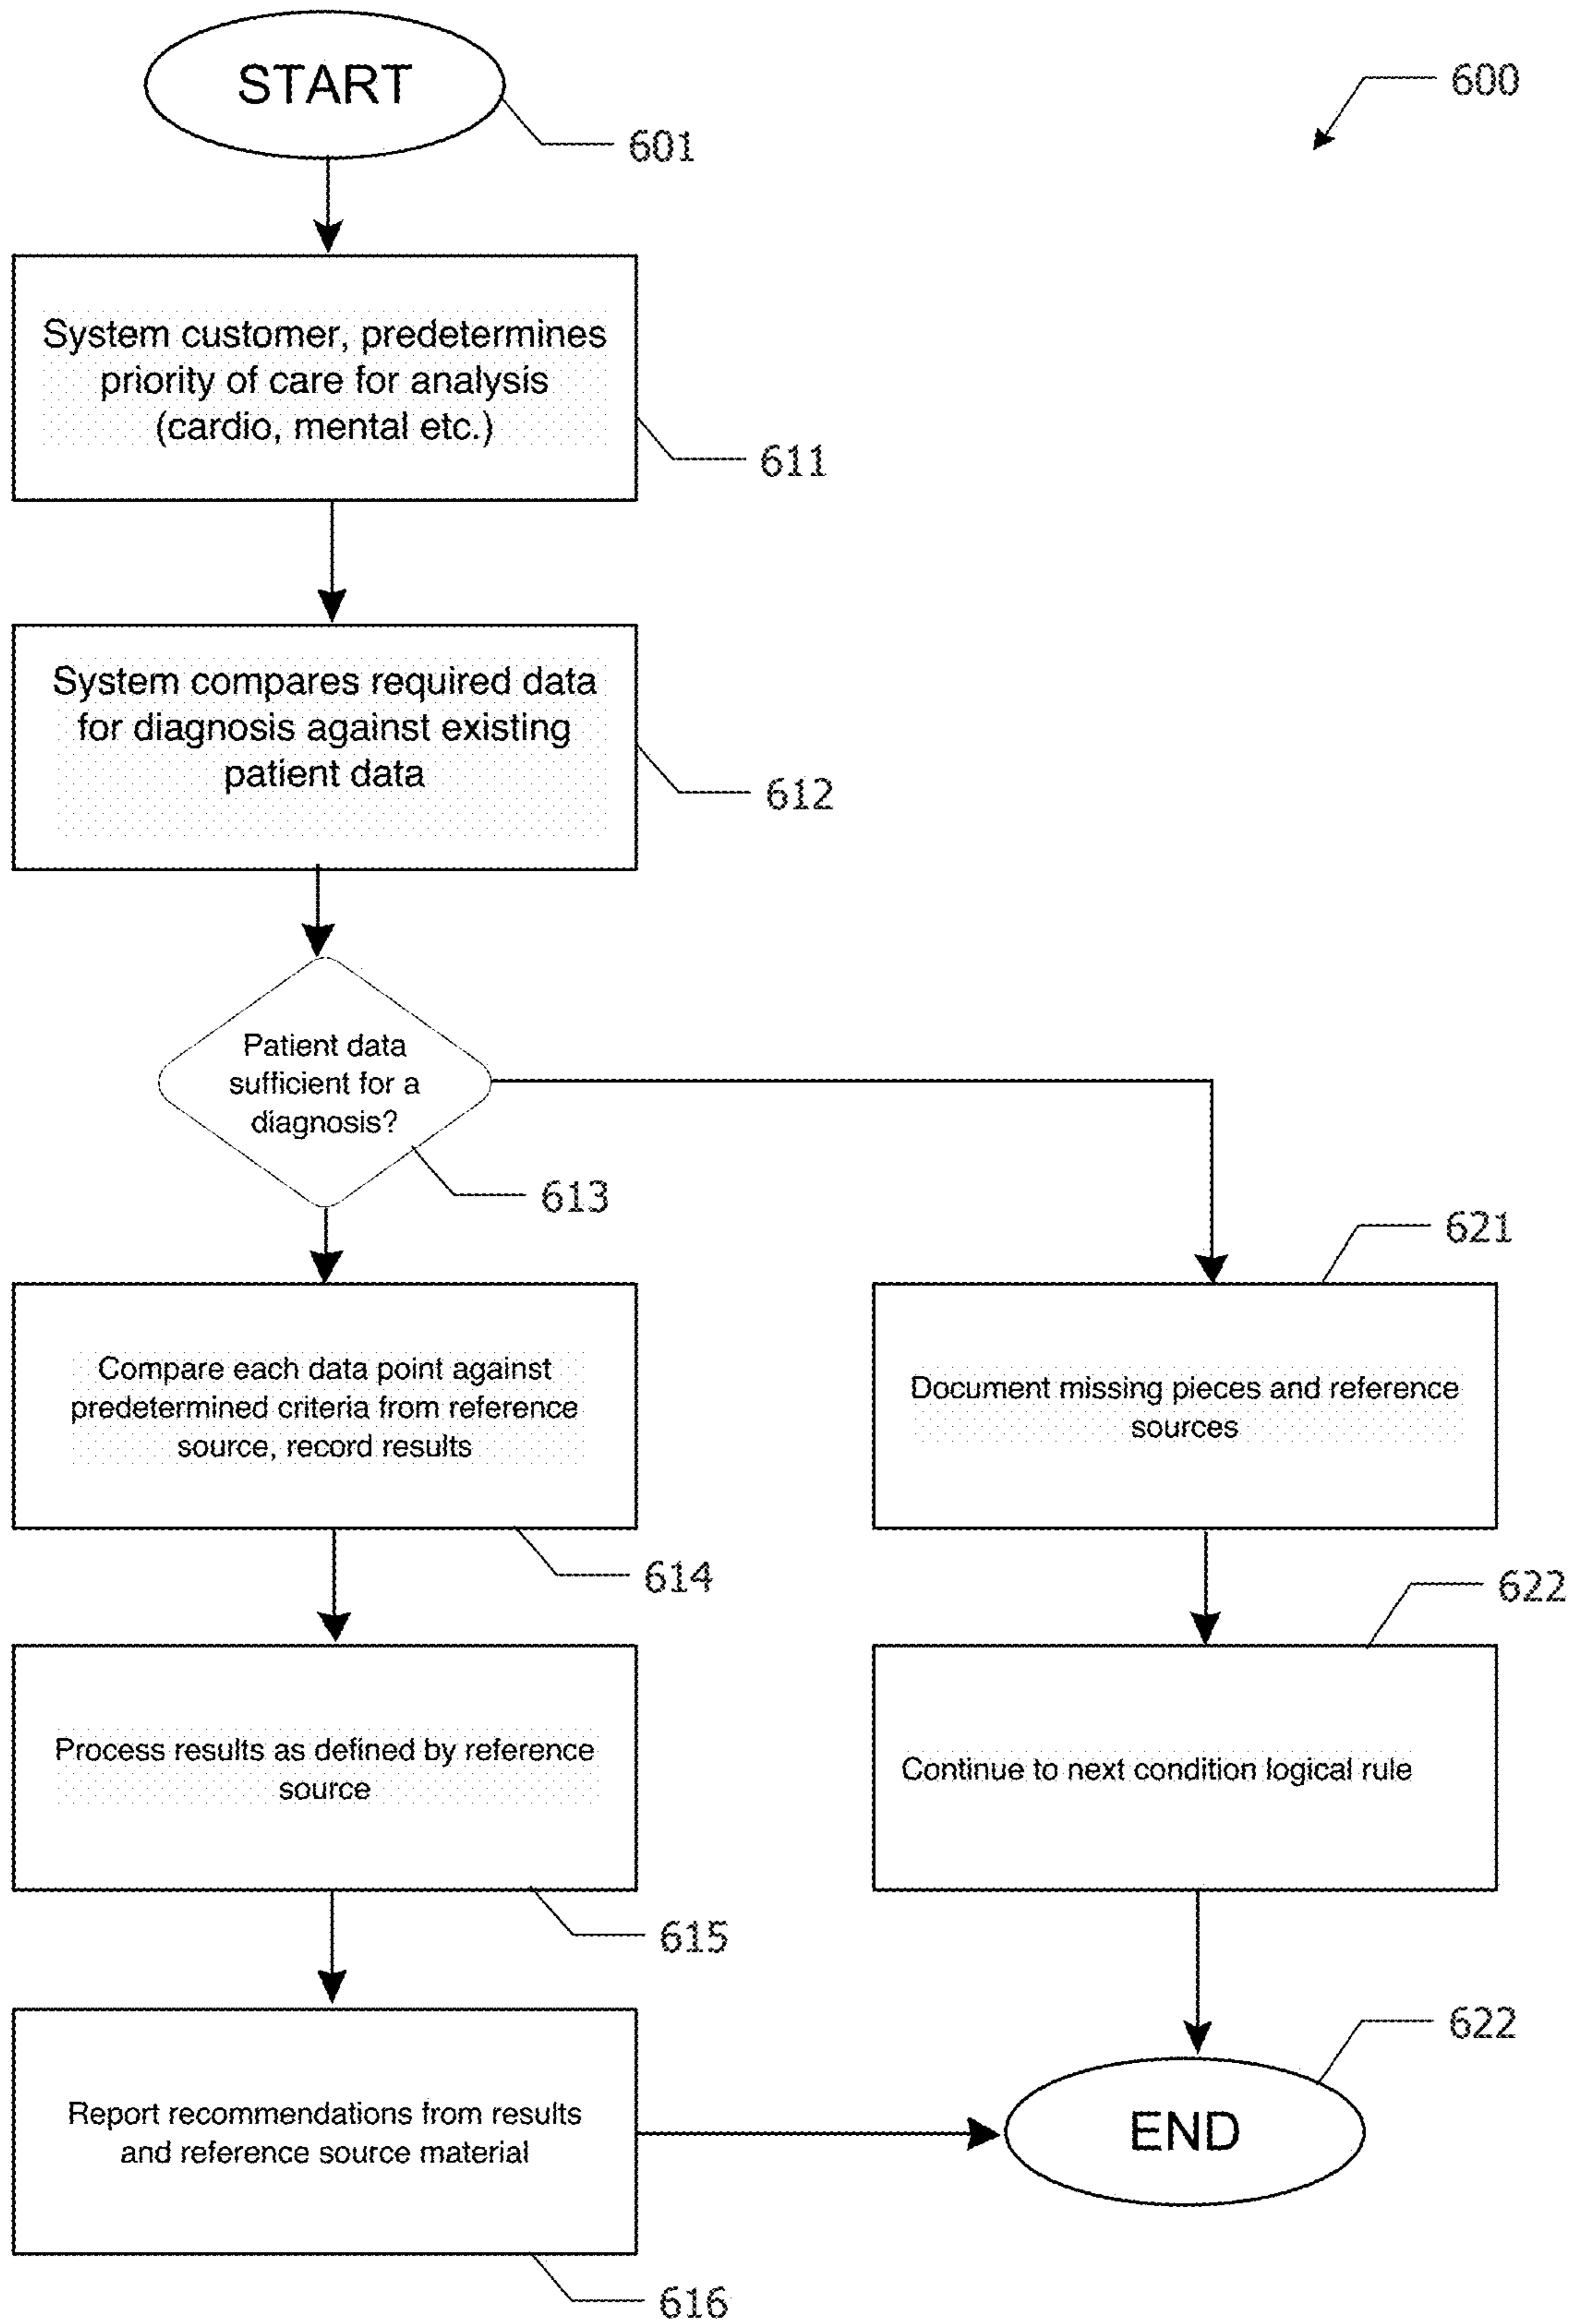 START
600
601
System customer, predetermines
priority of care for analysis
(cardio, mental etc.)
611
System compares required data
for diagnosis against existing
patient data
612
Patient data
sufficient for a
diagnosis?
613
621
Compare each data point against
predetermined criteria from reference
source, record results
Document missing pieces and reference
sources
614
622
Process results as defined by reference
source
Continue to next condition logical rule
615
622
Report recommendations from results
and reference source material
END
616